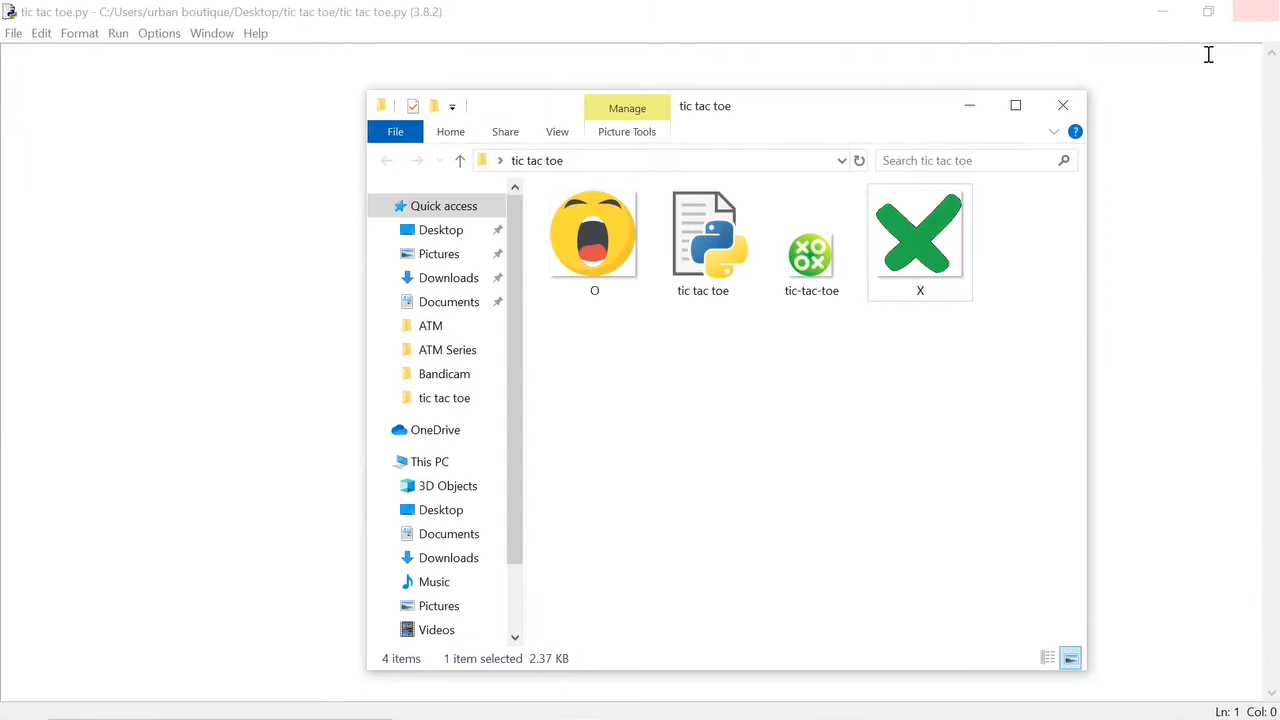 tic tac toe.py - C:/Users/urban boutique/Desktop/tic tac toe/tic tac toe.py (3.8.2)
File Edit Format Run Options Window Help
Manage tic tac toe
File Home Share View Picture Tools
tic tac toe Search tic tac toe
Quick access
Desktop
Pictures
Downloads
Documents
ATM
ATM Series
Bandicam
tic tac toe
OneDrive
This PC
3D Objects
Desktop
Documents
Downloads
Music
Pictures
Videos
XO
OX
O tic tac toe tic-tac-toe X
4 items 1 item selected 2.37 KB
Ln: 1 Col: 0